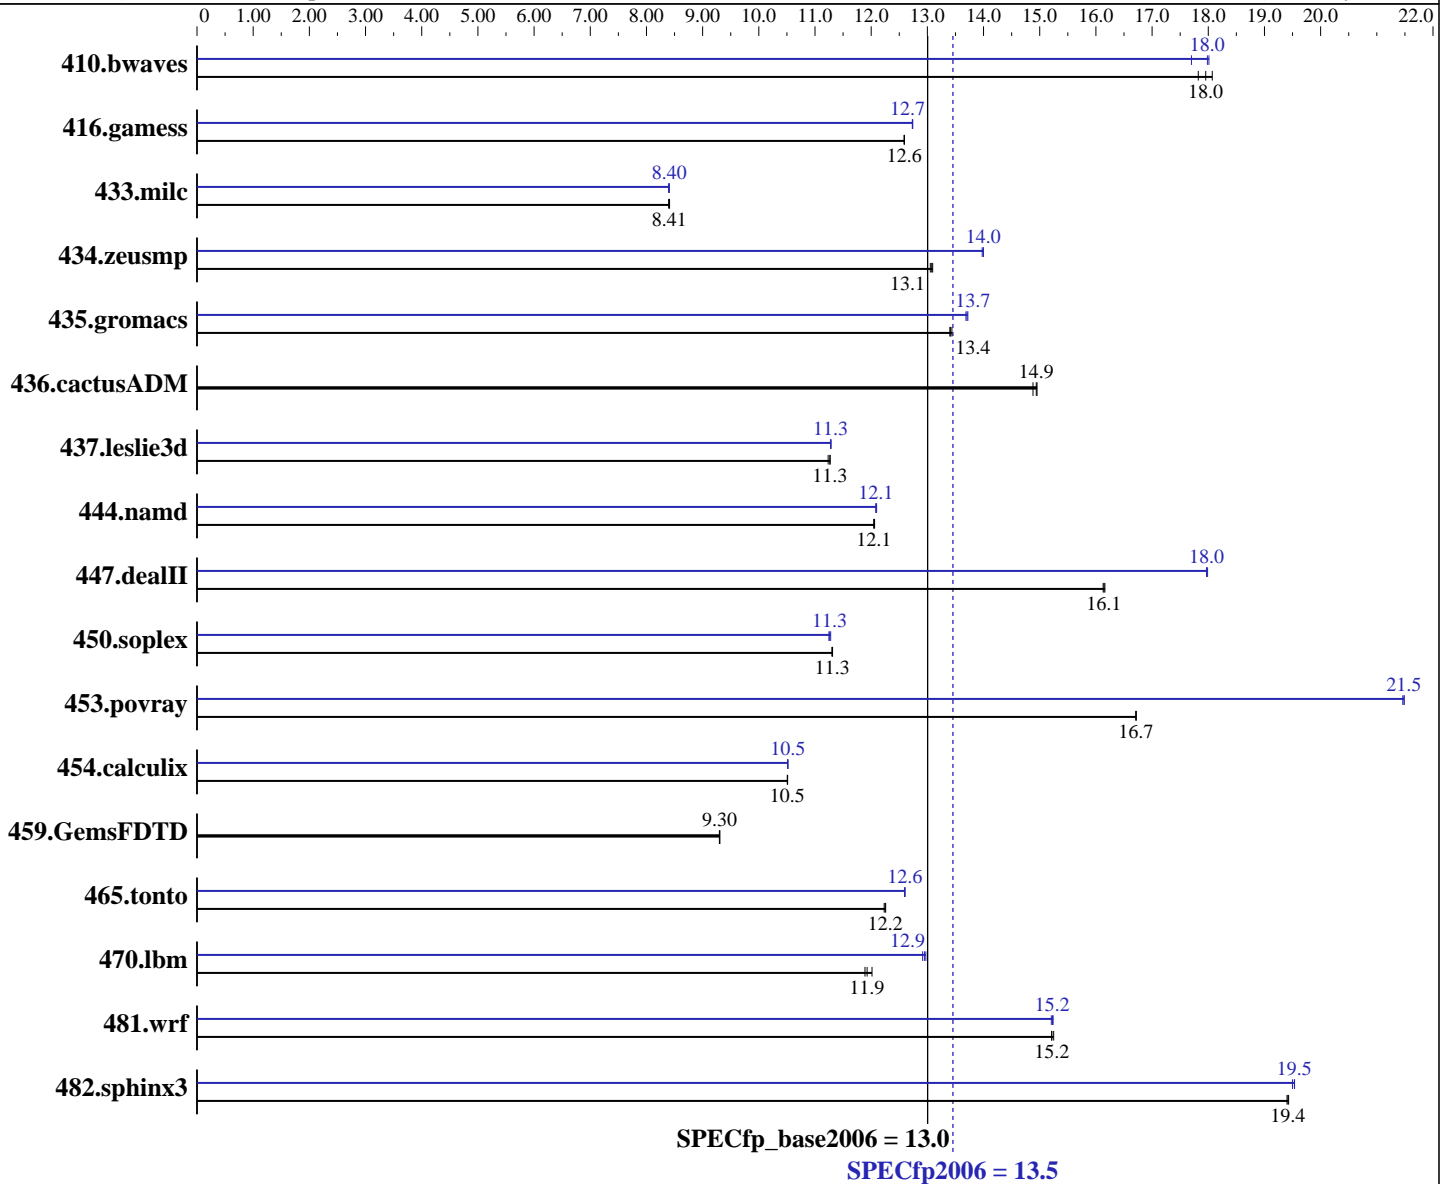 0 1.00 2.00 3.00 4.00 5.00 6.00 7.00 8.00 9.00 10.0 11.0 12.0 13.0 14.0 15.0 16.0 17.0 18.0 19.0 20.0 22.0
18.0
410.bwaves
18.0
12.7
416.gamess
12.6
8.40
433.milc
8.41
14.0
434.zeusmp
13.1
13.7
435.gromacs
13.4
14.9
436.cactusADM
11.3
437.leslie3d
11.3
12.1
444.namd
12.1
18.0
447.dealII
16.1
11.3
450.soplex
11.3
21.5
453.povray
16.7
10.5
454.calculix
10.5
9.30
459.GemsFDTD
12.6
465.tonto
12.2
12.9
470.lbm
11.9
15.2
481.wrf
15.2
19.5
482.sphinx3
19.4
SPECfp_base2006 = 13.0
SPECfp2006 = 13.5